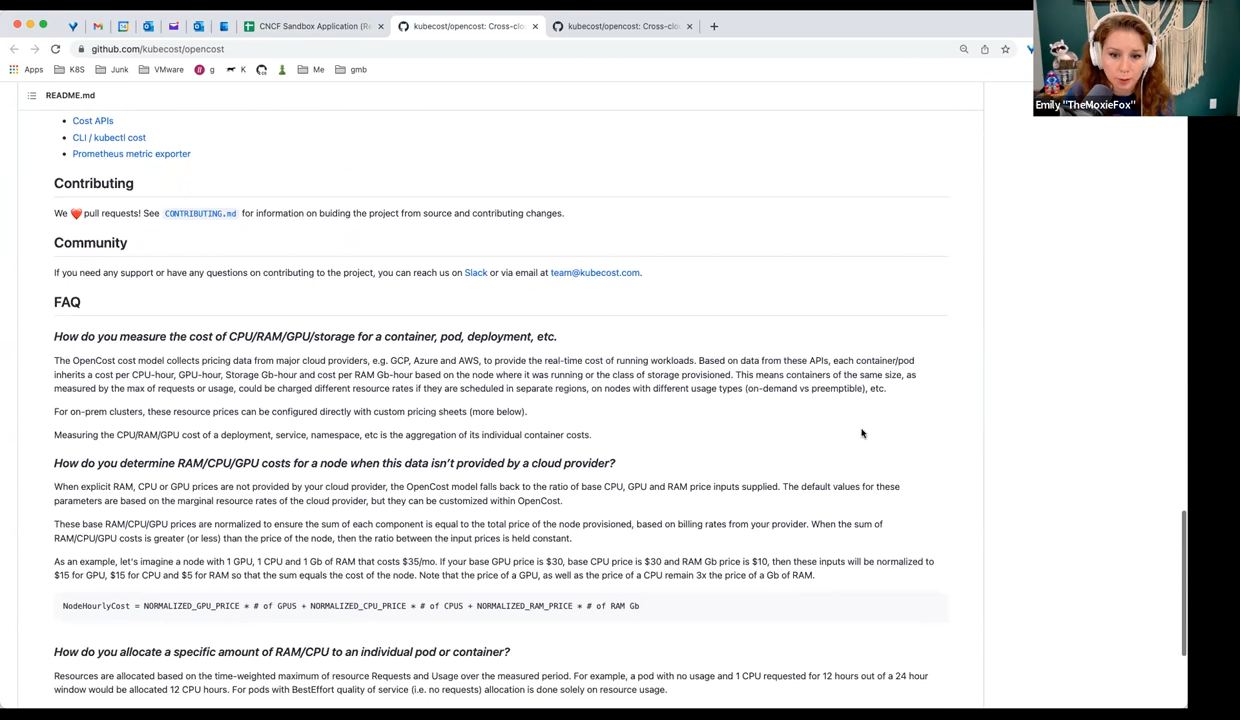 CNCF Sandbox Application (Re
kubecost/opencost: Cross-clo
kubecost/opencost: Cross-clo
github.com/kubecost/opencost
Apps K8S Junk VMware g K Me gmb
Emily "TheMoxieFox"
README.md
Cost APIs
CLI / kubectl cost
Prometheus metric exporter
Contributing
We ❤️ pull requests! See CONTRIBUTING.md for information on buiding the project from source and contributing changes.
Community
If you need any support or have any questions on contributing to the project, you can reach us on Slack or via email at team@kubecost.com.
FAQ
How do you measure the cost of CPU/RAM/GPU/storage for a container, pod, deployment, etc.
The OpenCost cost model collects pricing data from major cloud providers, e.g. GCP, Azure and AWS, to provide the real-time cost of running workloads. Based on data from these APIs, each container/pod
inherits a cost per CPU-hour, GPU-hour, Storage Gb-hour and cost per RAM Gb-hour based on the node where it was running or the class of storage provisioned. This means containers of the same size, as
measured by the max of requests or usage, could be charged different resource rates if they are scheduled in separate regions, on nodes with different usage types (on-demand vs preemptible), etc.
For on-prem clusters, these resource prices can be configured directly with custom pricing sheets (more below).
Measuring the CPU/RAM/GPU cost of a deployment, service, namespace, etc is the aggregation of its individual container costs.
How do you determine RAM/CPU/GPU costs for a node when this data isn't provided by a cloud provider?
When explicit RAM, CPU or GPU prices are not provided by your cloud provider, the OpenCost model falls back to the ratio of base CPU, GPU and RAM price inputs supplied. The default values for these
parameters are based on the marginal resource rates of the cloud provider, but they can be customized within OpenCost.
These base RAM/CPU/GPU prices are normalized to ensure the sum of each component is equal to the total price of the node provisioned, based on billing rates from your provider. When the sum of
RAM/CPU/GPU costs is greater (or less) than the price of the node, then the ratio between the input prices is held constant.
As an example, let's imagine a node with 1 GPU, 1 CPU and 1 Gb of RAM that costs $35/mo. If your base GPU price is $30, base CPU price is $30 and RAM Gb price is $10, then these inputs will be normalized to
$15 for GPU, $15 for CPU and $5 for RAM so that the sum equals the cost of the node. Note that the price of a GPU, as well as the price of a CPU remain 3x the price of a Gb of RAM.
NodeHourlyCost = NORMALIZED_GPU_PRICE * # of GPUS + NORMALIZED_CPU_PRICE * # of CPUS + NORMALIZED_RAM_PRICE * # of RAM Gb
How do you allocate a specific amount of RAM/CPU to an individual pod or container?
Resources are allocated based on the time-weighted maximum of resource Requests and Usage over the measured period. For example, a pod with no usage and 1 CPU requested for 12 hours out of a 24 hour
window would be allocated 12 CPU hours. For pods with BestEffort quality of service (i.e. no requests) allocation is done solely on resource usage.